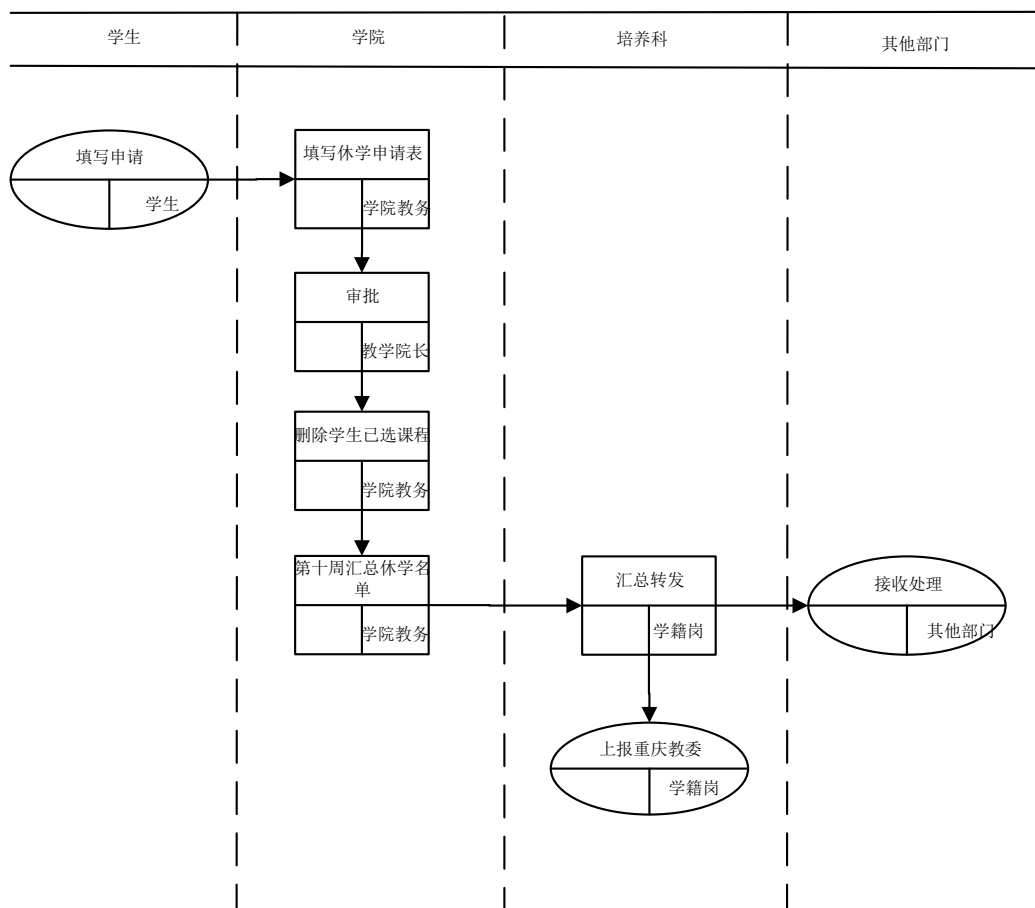 学生
学院
培养科
其他部门
填写申请
学生
填写休学申请表
学院教务
审批
教学院长
删除学生已选课程
学院教务
第十周汇总休学名
单
学院教务
汇总转发
学籍岗
接收处理
其他部门
上报重庆教委
学籍岗